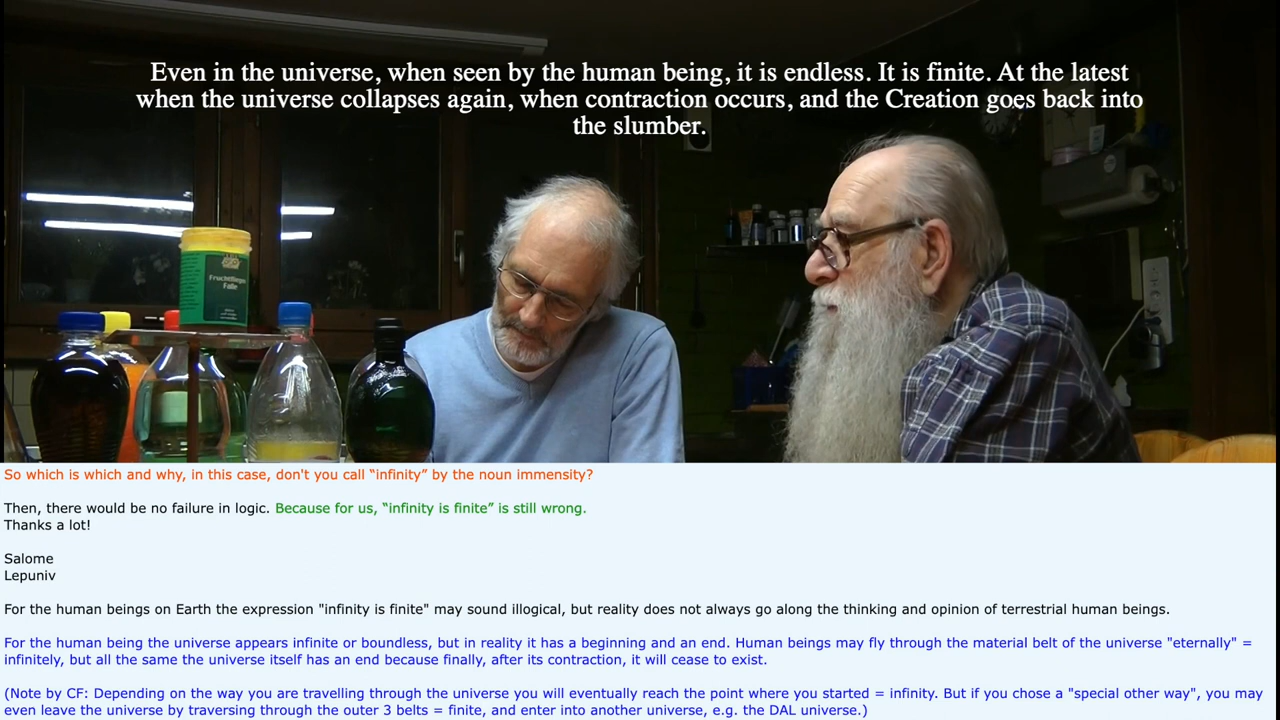 Even in the universe, when seen by the human being, it is endless. It is finite. At the latest
when the universe collapses again, when contraction occurs, and the Creation goes back into
the slumber.
Fruchtfliegen
Falle
So which is which and why, in this case, don't you call “infinity” by the noun immensity?
Then, there would be no failure in logic. Because for us, “infinity is finite” is still wrong.
Thanks a lot!
Salome
Lepuniv
For the human beings on Earth the expression "infinity is finite" may sound illogical, but reality does not always go along the thinking and opinion of terrestrial human beings.
For the human being the universe appears infinite or boundless, but in reality it has a beginning and an end. Human beings may fly through the material belt of the universe "eternally" =
infinitely, but all the same the universe itself has an end because finally, after its contraction, it will cease to exist.
(Note by CF: Depending on the way you are travelling through the universe you will eventually reach the point where you started = infinity. But if you chose a "special other way", you may
even leave the universe by traversing through the outer 3 belts = finite, and enter into another universe, e.g. the DAL universe.)